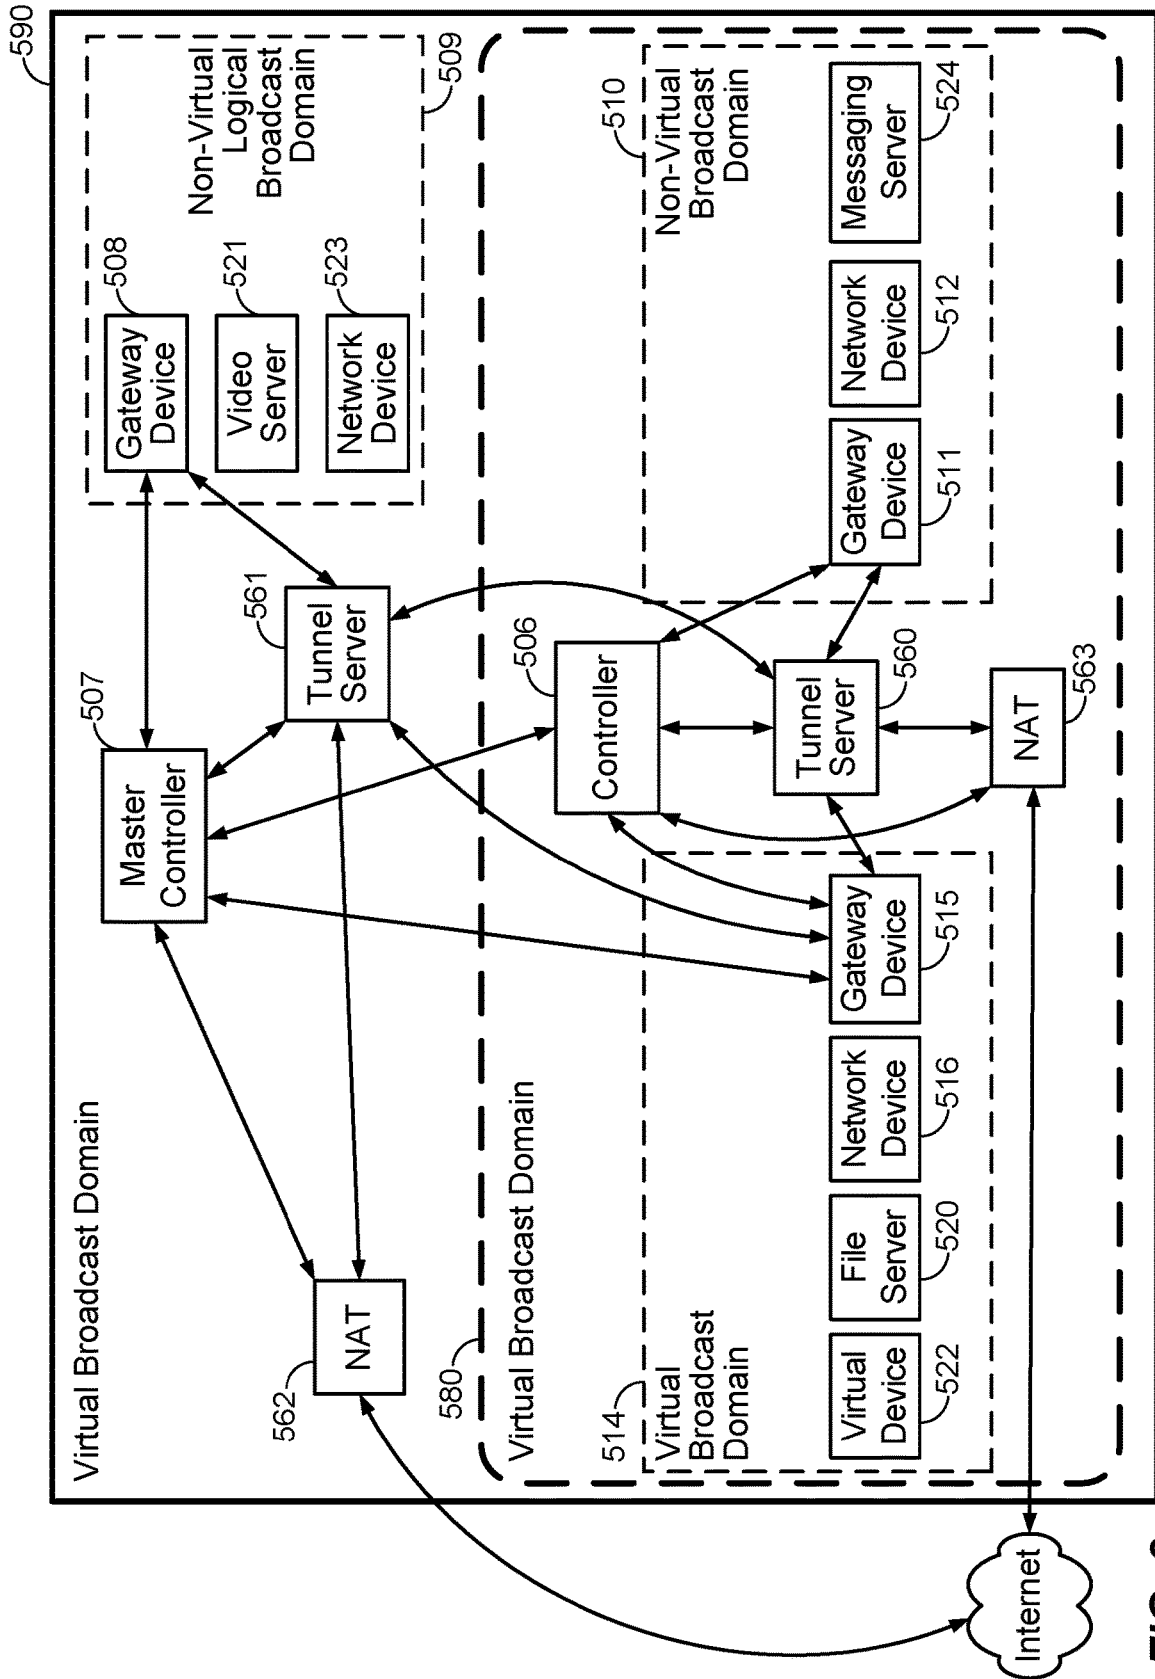 590
Virtual Broadcast Domain
507
Master
Controller
508
Gateway
Device
Non-Virtual
Logical
Broadcast
Domain
509
521
Video
Server
523
Network
Device
561
Tunnel
Server
562
NAT
580
Virtual Broadcast Domain
506
Controller
510
Non-Virtual
Broadcast
Domain
514
Virtual
Broadcast
Domain
Virtual
Device
522
File
Server
520
Network
Device
516
Gateway
Device
515
Tunnel
Server
560
Gateway
Device
511
Network
Device
512
Messaging
Server
524
NAT
563
Internet
FIG.